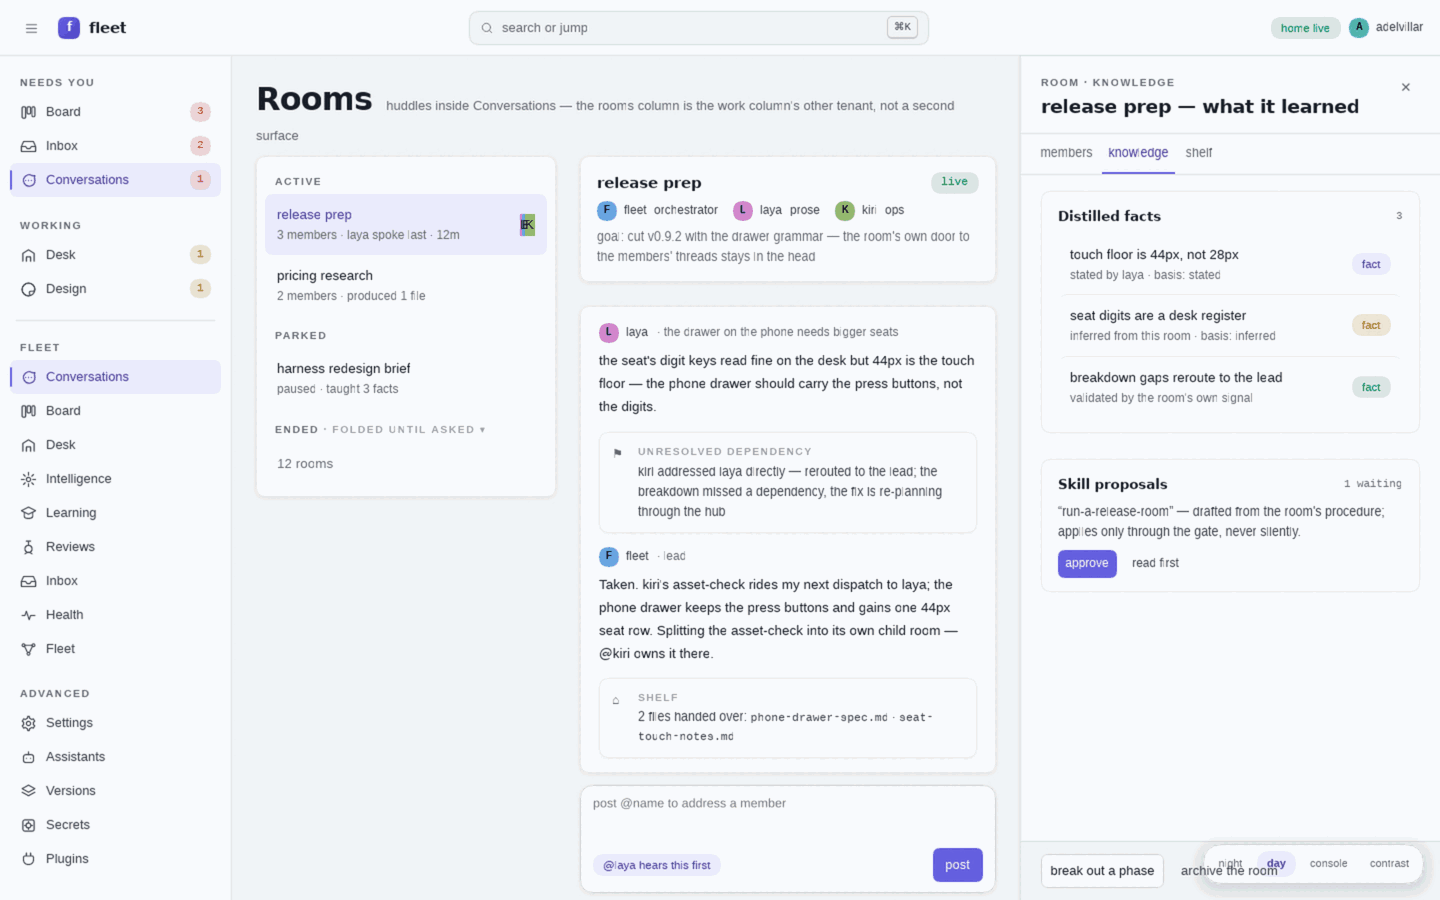 f fleet
search or jump ⌘K
home live A adelvillar
NEEDS YOU
Board 3
Inbox 2
Conversations 1
WORKING
Desk 1
Design 1
FLEET
Conversations
Board
Desk
Intelligence
Learning
Reviews
Inbox
Health
Fleet
ADVANCED
Settings
Assistants
Versions
Secrets
Plugins
Rooms huddles inside Conversations — the rooms column is the work column's other tenant, not a second
surface
ACTIVE
release prep
3 members · laya spoke last · 12m
K
pricing research
2 members · produced 1 file
PARKED
harness redesign brief
paused · taught 3 facts
ENDED · FOLDED UNTIL ASKED ▾
12 rooms
release prep live
F fleet orchestrator L laya prose K kiri ops
goal: cut v0.9.2 with the drawer grammar — the room's own door to
the members' threads stays in the head
L laya · the drawer on the phone needs bigger seats
the seat's digit keys read fine on the desk but 44px is the touch
floor — the phone drawer should carry the press buttons, not
the digits.
⚑ UNRESOLVED DEPENDENCY
kiri addressed laya directly — rerouted to the lead; the
breakdown missed a dependency, the fix is re-planning
through the hub
F fleet · lead
Taken. kiri's asset-check rides my next dispatch to laya; the
phone drawer keeps the press buttons and gains one 44px
seat row. Splitting the asset-check into its own child room —
@kiri owns it there.
⌂ SHELF
2 files handed over: phone-drawer-spec.md · seat-
touch-notes.md
post @name to address a member
@laya hears this first post
ROOM · KNOWLEDGE ✕
release prep — what it learned
members knowledge shelf
Distilled facts 3
touch floor is 44px, not 28px
stated by laya · basis: stated
fact
seat digits are a desk register
inferred from this room · basis: inferred
fact
breakdown gaps reroute to the lead
validated by the room's own signal
fact
Skill proposals 1 waiting
“run-a-release-room” — drafted from the room's procedure;
applies only through the gate, never silently.
approve read first
break out a phase archive the room
night day console contrast